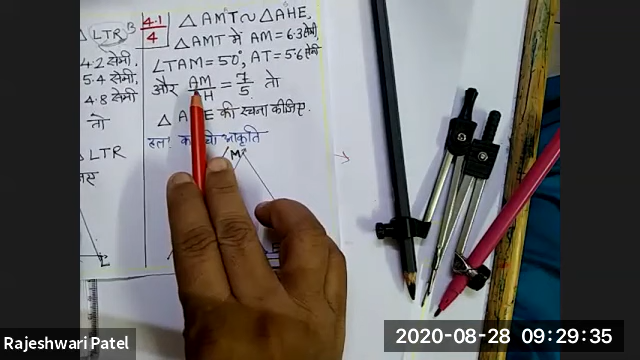 △ LTR
4.2 सेमी,
5.4 सेमी
4.8 सेमी
तो
△LTR
4.1
4
△ AMT ~ △AHE,
△AMT में AM = 6.3 सेमी,
∠TAM = 50°, AT = 5.6 सेमी
और AM/AH = 7/5 तो
△ A E की रचना कीजिए.
हल: कच्ची आकृति
M
L
Rajeshwari Patel
2020-08-28 09:29:35